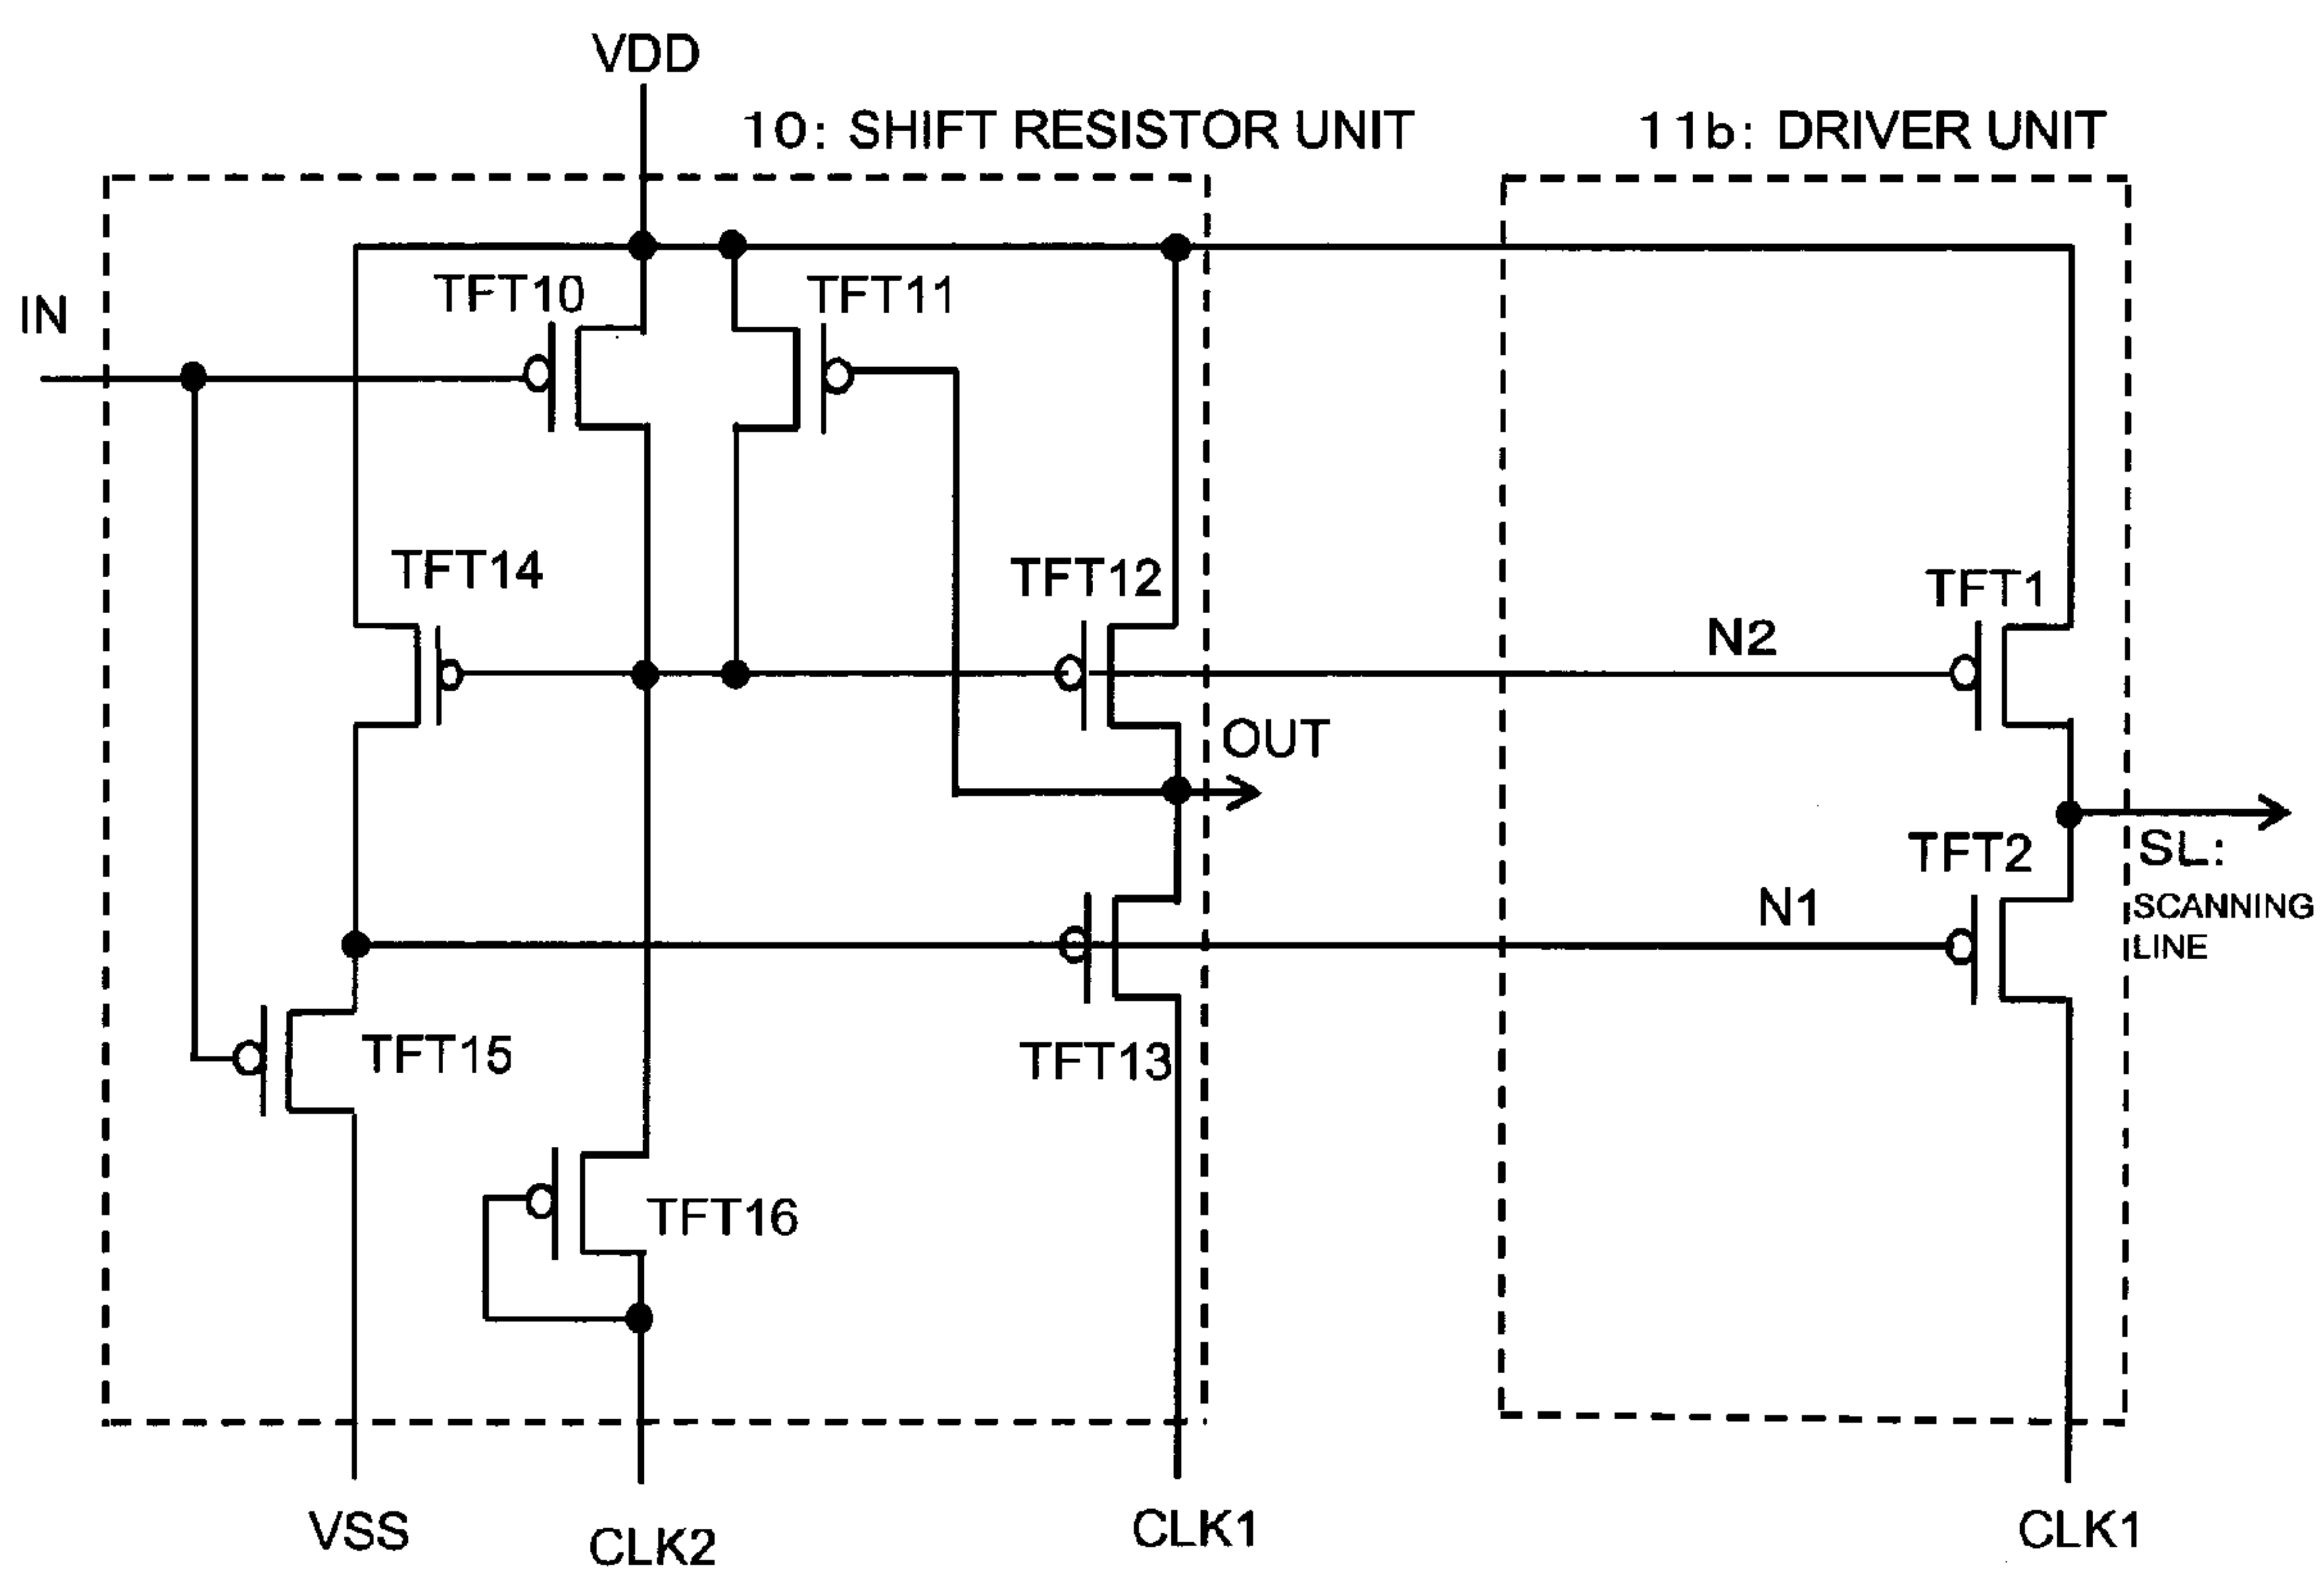 VDD
10: SHIFT RESISTOR UNIT
11b: DRIVER UNIT
IN
TFT10
TFT11
TFT14
TFT12
TFT1
N2
OUT
TFT2
SL:
SCANNING
LINE
N1
TFT15
TFT13
TFT16
VSS
CLK2
CLK1
CLK1